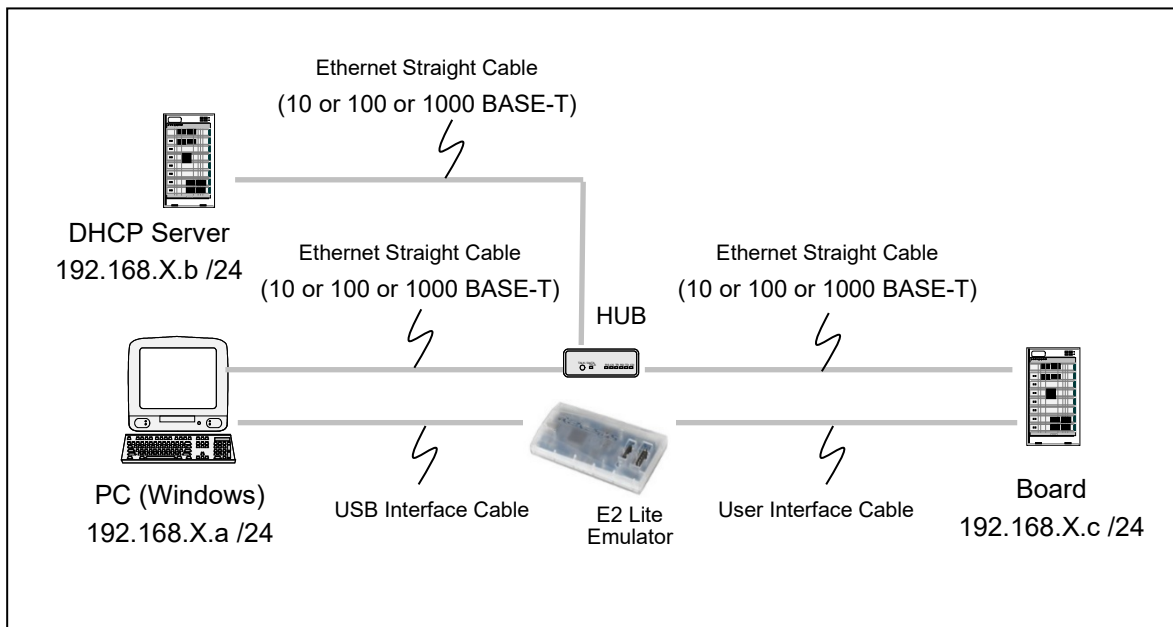 Ethernet Straight Cable
(10 or 100 or 1000 BASE-T)
DHCP Server
192.168.X.b /24
Ethernet Straight Cable
(10 or 100 or 1000 BASE-T)
Ethernet Straight Cable
(10 or 100 or 1000 BASE-T)
HUB
PC (Windows)
192.168.X.a /24
USB Interface Cable
E2 Lite
Emulator
User Interface Cable
Board
192.168.X.c /24